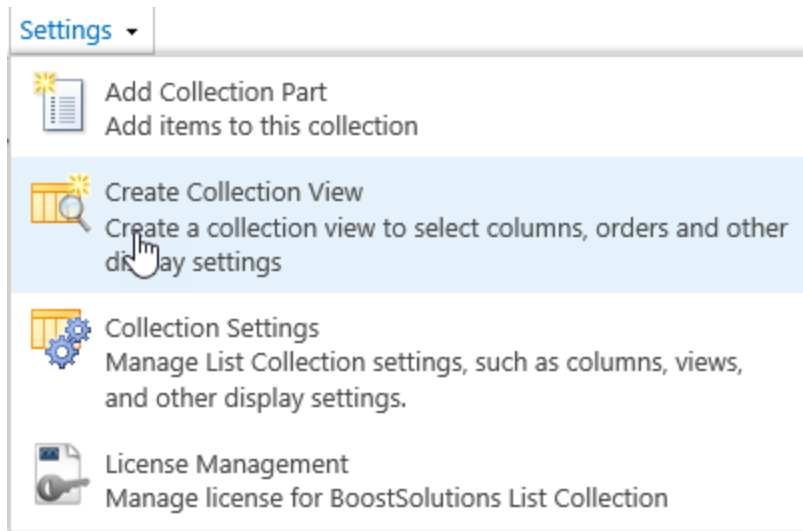 Settings
Add Collection Part
Add items to this collection
Create Collection View
Create a collection view to select columns, orders and other
display settings
Collection Settings
Manage List Collection settings, such as columns, views,
and other display settings.
License Management
Manage license for BoostSolutions List Collection